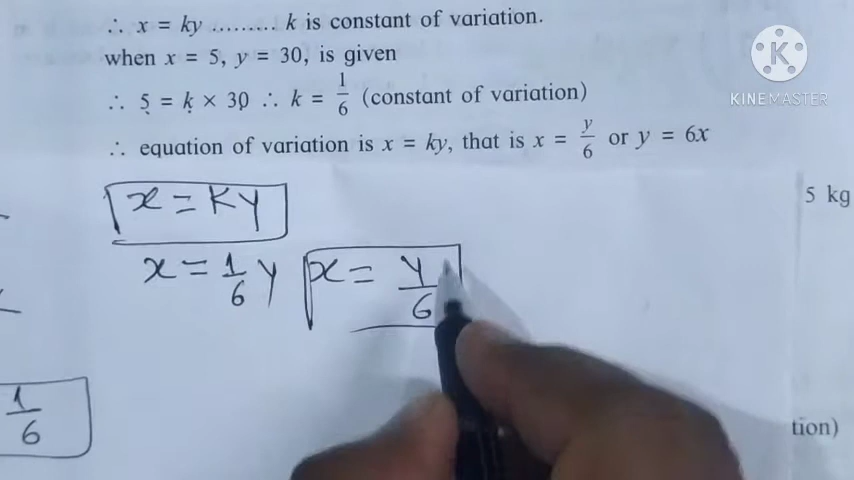 ∴ x = ky ......... k is constant of variation.
KINEMASTER
when x = 5, y = 30, is given
∴ 5 = k × 30 ∴ k = 1/6 (constant of variation)
∴ equation of variation is x = ky, that is x = y/6 or y = 6x
5 kg
x = Ky
x = 1/6 y x = y/6
1/6
tion)